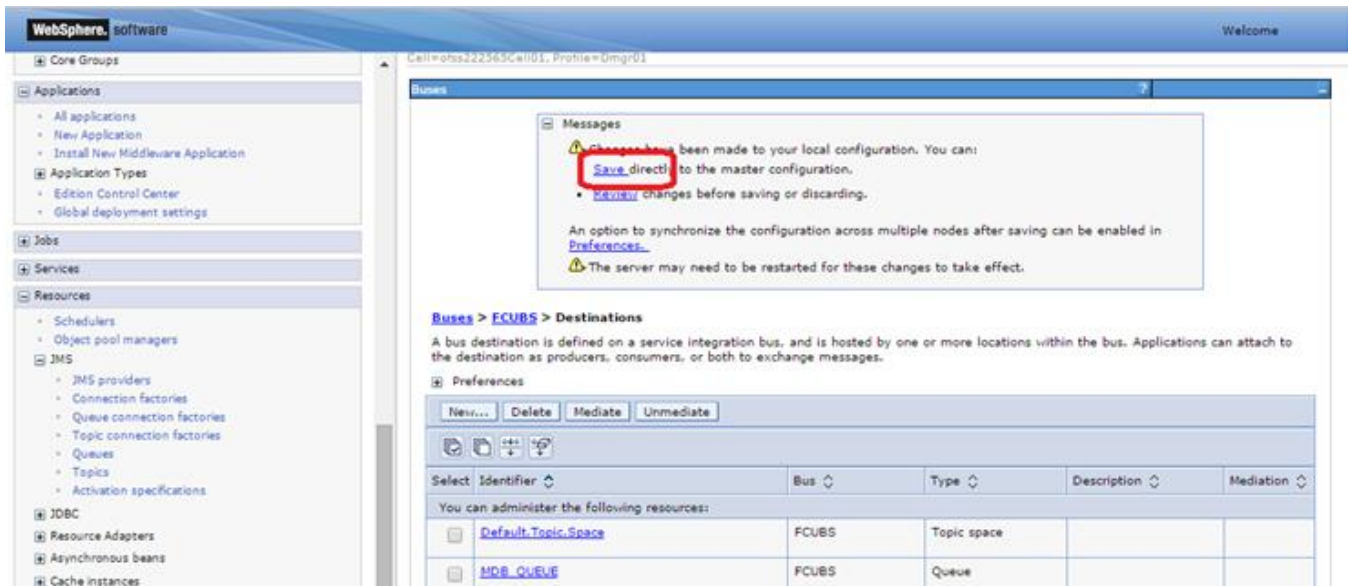 WebSphere. software
Welcome
Core Groups
Applications
All applications
New Application
Install New Middleware Application
Application Types
Edition Control Center
Global deployment settings
Jobs
Services
Resources
Schedulers
Object pool managers
JMS
JMS providers
Connection factories
Queue connection factories
Topic connection factories
Queues
Topics
Activation specifications
JDBC
Resource Adapters
Asynchronous beans
Cache instances
Cell=ofss222565Cell01, Profile=Dmgr01
Buses
?
Messages
Changes have been made to your local configuration. You can:
Save directly to the master configuration.
Review changes before saving or discarding.
An option to synchronize the configuration across multiple nodes after saving can be enabled in
Preferences.
The server may need to be restarted for these changes to take effect.
Buses > FCUBS > Destinations
A bus destination is defined on a service integration bus, and is hosted by one or more locations within the bus. Applications can attach to
the destination as producers, consumers, or both to exchange messages.
Preferences
New... Delete Mediate Unmediate
Select Identifier Bus Type Description Mediation
You can administer the following resources:
Default.Topic.Space FCUBS Topic space
MDB_QUEUE FCUBS Queue